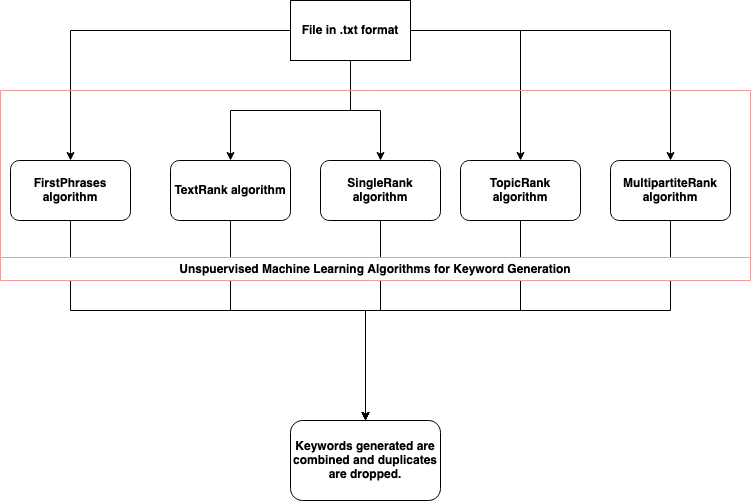 File in .txt format
FirstPhrases
algorithm
TextRank algorithm
SingleRank
algorithm
TopicRank
algorithm
MultipartiteRank
algorithm
Unspuervised Machine Learning Algorithms for Keyword Generation
Keywords generated are
combined and duplicates
are dropped.